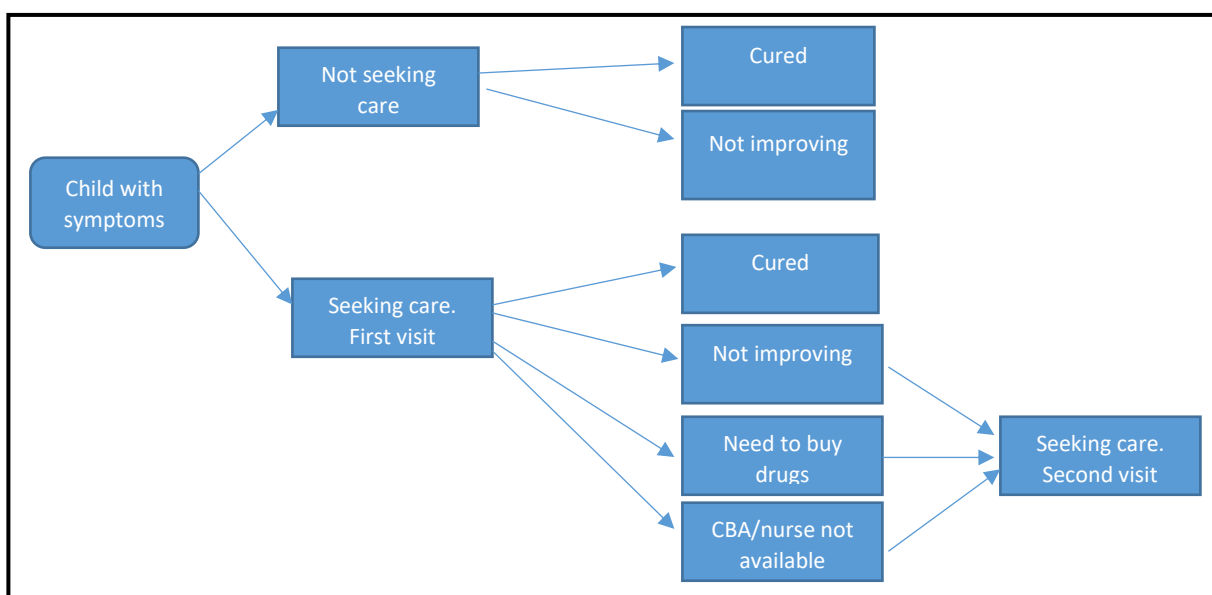 Not seeking
care
Cured
Not improving
Child with
symptoms
Seeking care.
First visit
Cured
Not improving
Need to buy
drugs
CBA/nurse not
available
Seeking care.
Second visit